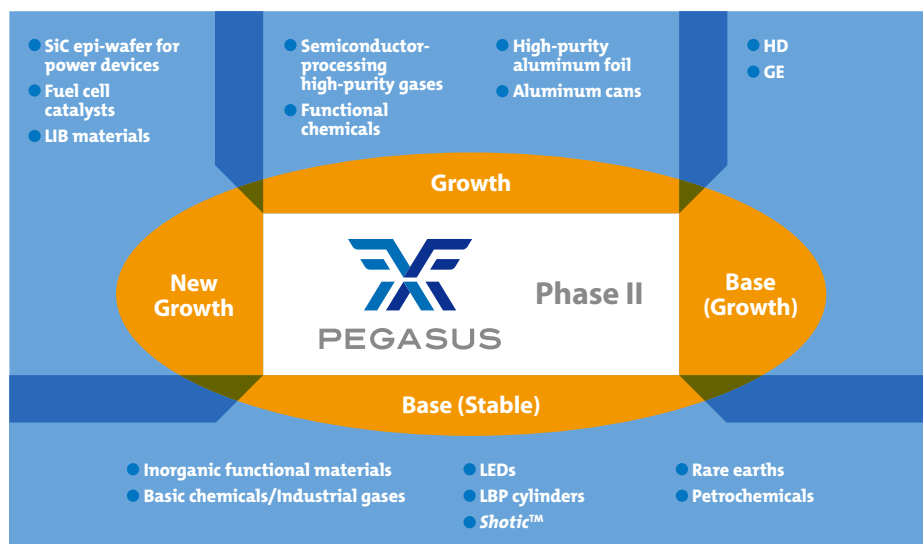 SiC epi-wafer for
power devices
Fuel cell
catalysts
LIB materials
Semiconductor-
processing
high-purity gases
Functional
chemicals
High-purity
aluminum foil
Aluminum cans
HD
GE
Growth
New
Growth
PEGASUS
Phase II
Base
(Growth)
Base (Stable)
Inorganic functional materials
Basic chemicals/Industrial gases
LEDs
LBP cylinders
Shotic™
Rare earths
Petrochemicals